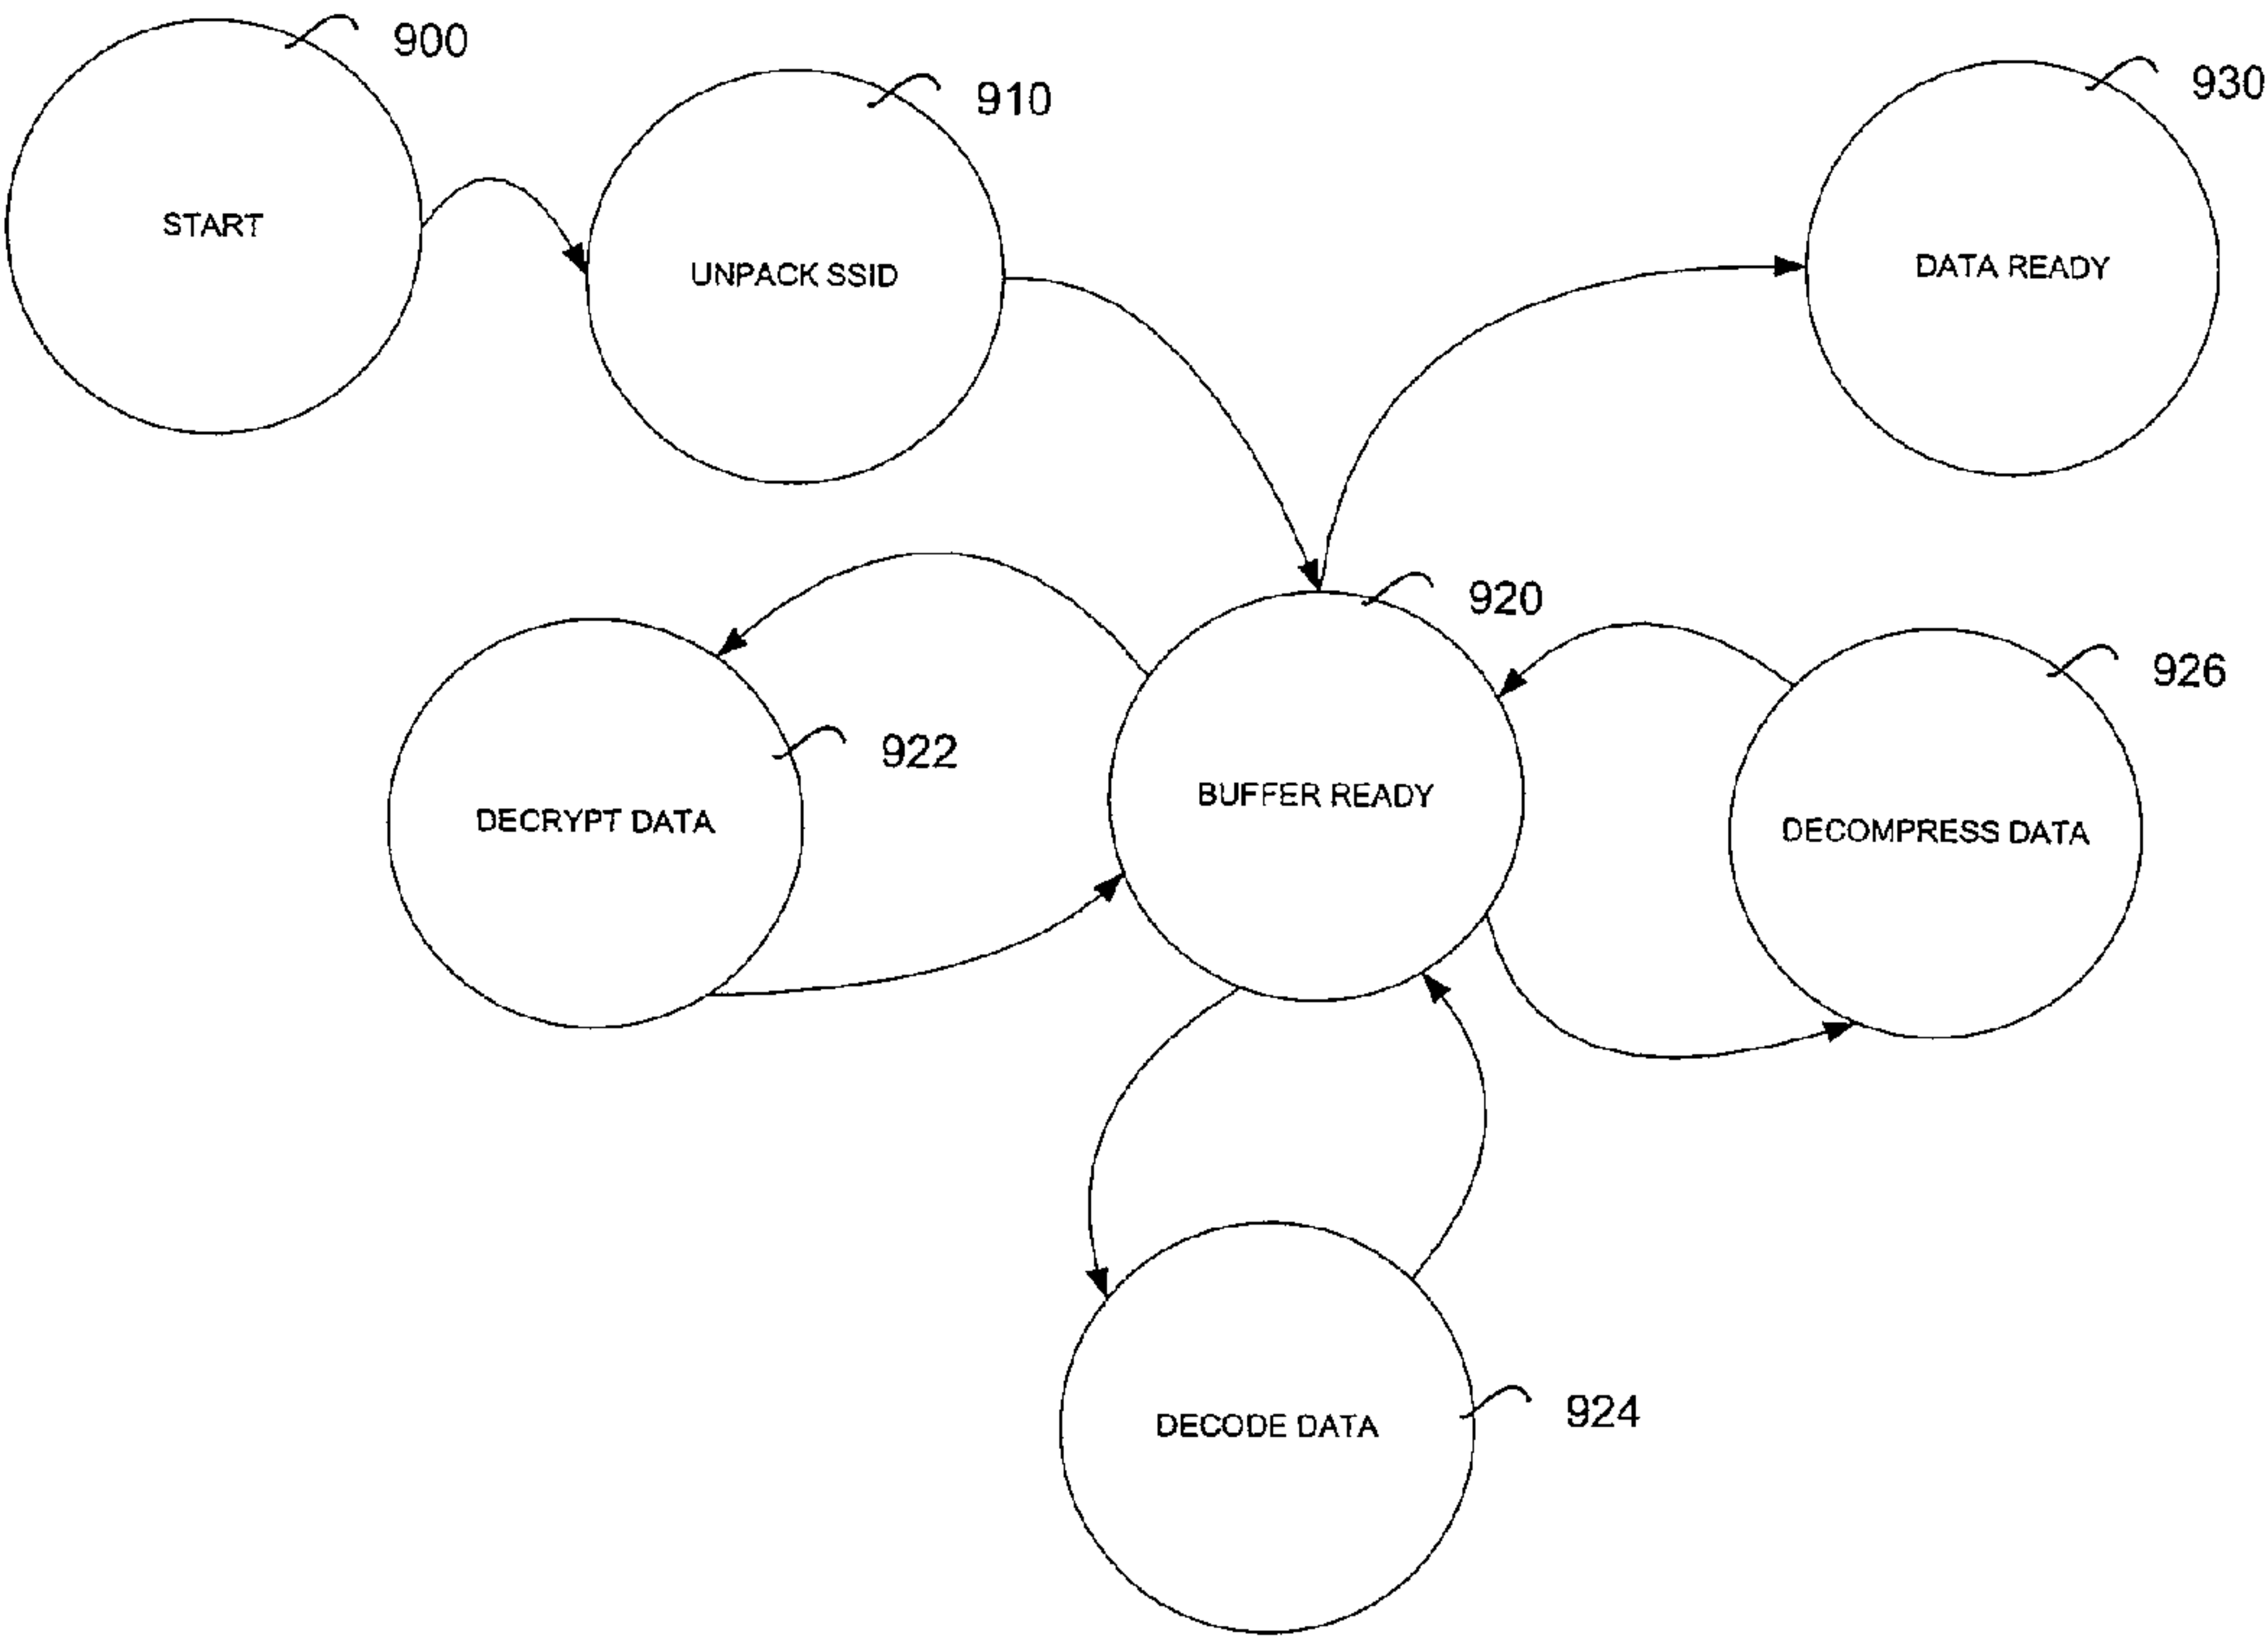 900
910
930
START
UNPACK SSID
DATA READY
920
926
922
BUFFER READY
DECRYPT DATA
DECOMPRESS DATA
924
DECODE DATA